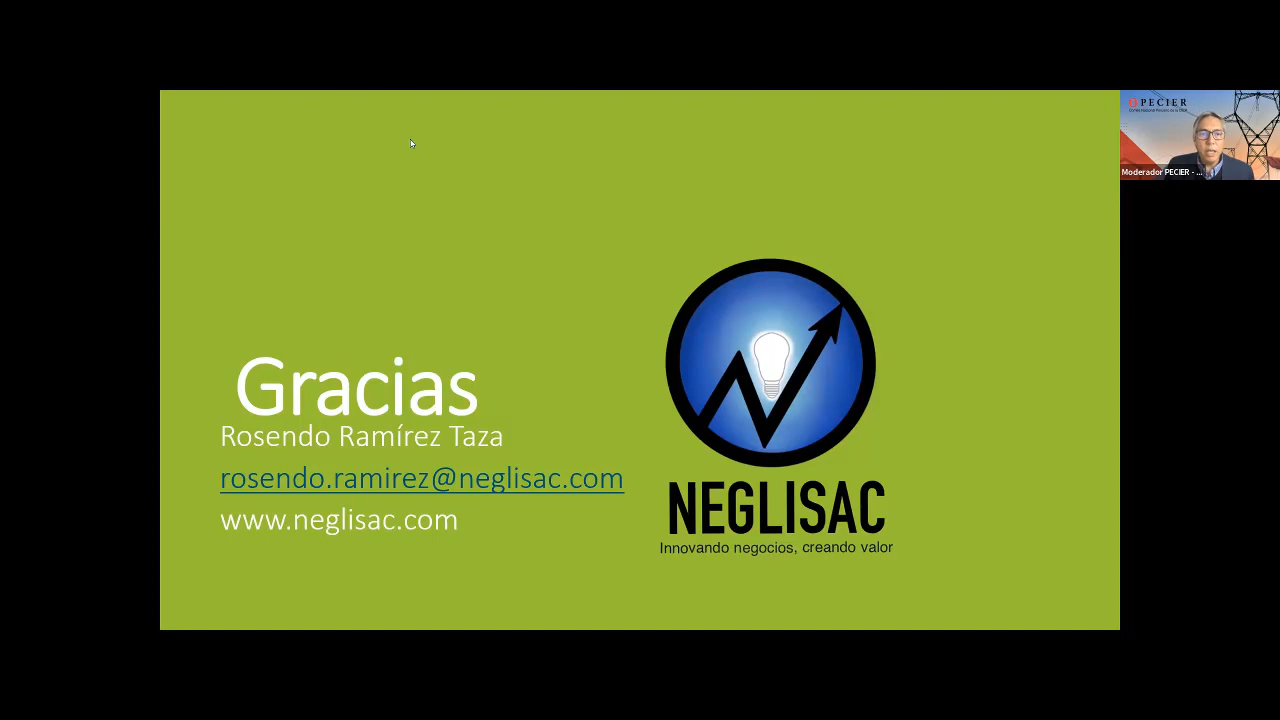 Gracias
Rosendo Ramírez Taza
rosendo.ramirez@neglisac.com
www.neglisac.com
NEGLISAC
Innovando negocios, creando valor
PECIER
Moderador PECIER - ...